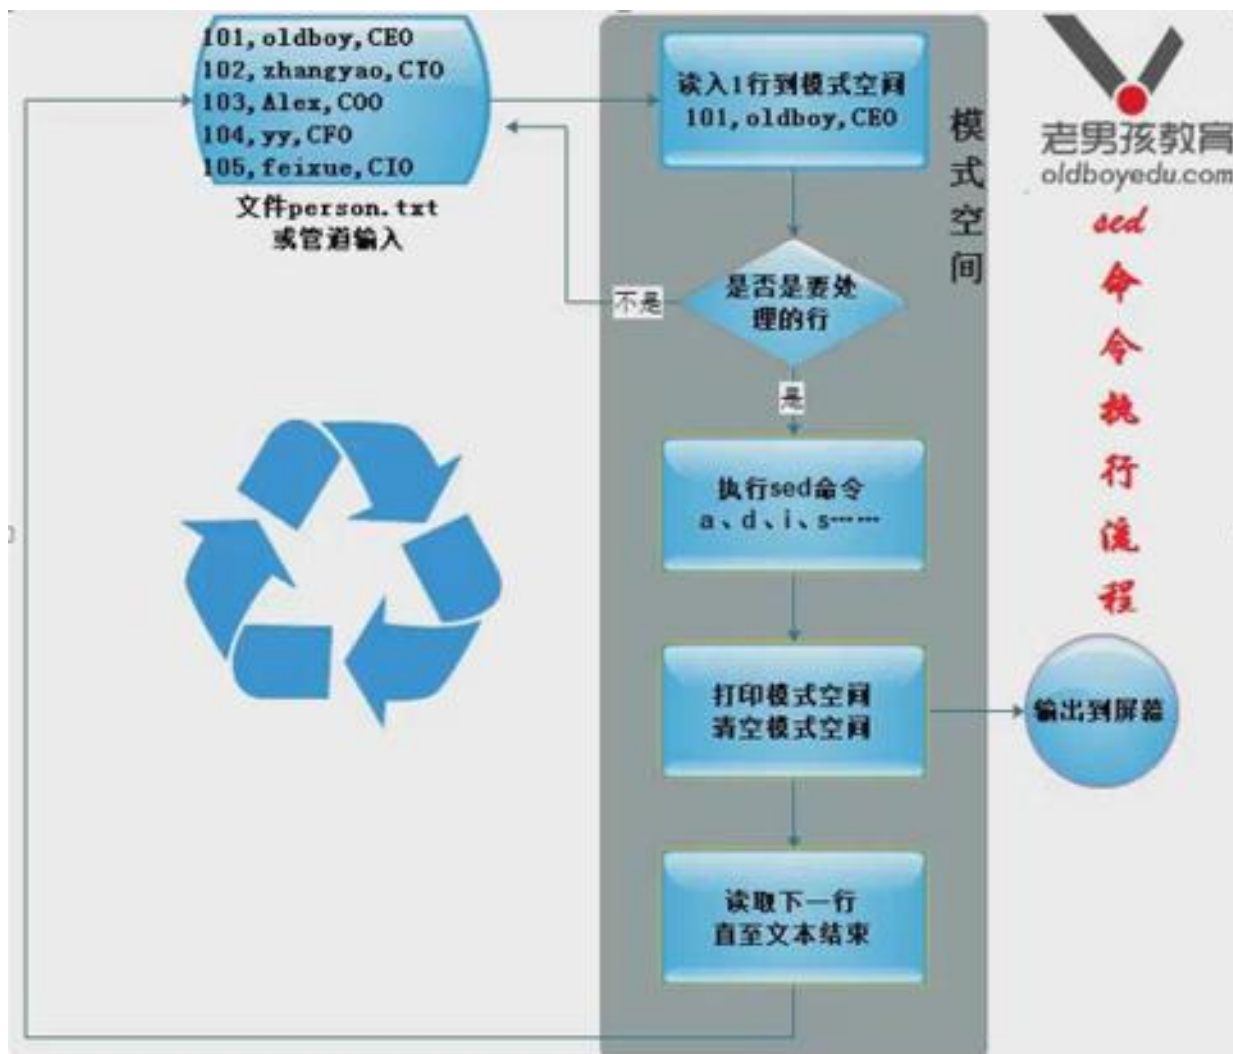 101,oldboy,CEO
102,zhangyao,CTO
103,Alex,COO
104,yy,CFO
105,feixue,CIO
文件person.txt
或管道输入
读入1行到模式空间
101,oldboy,CEO
模式空间
是否是要处
理的行
不是
是
执行sed命令
a、d、i、s……
打印模式空间
清空模式空间
输出到屏幕
读取下一行
直至文本结束
老男孩教育
oldboyedu.com
sed
命
令
执
行
流
程